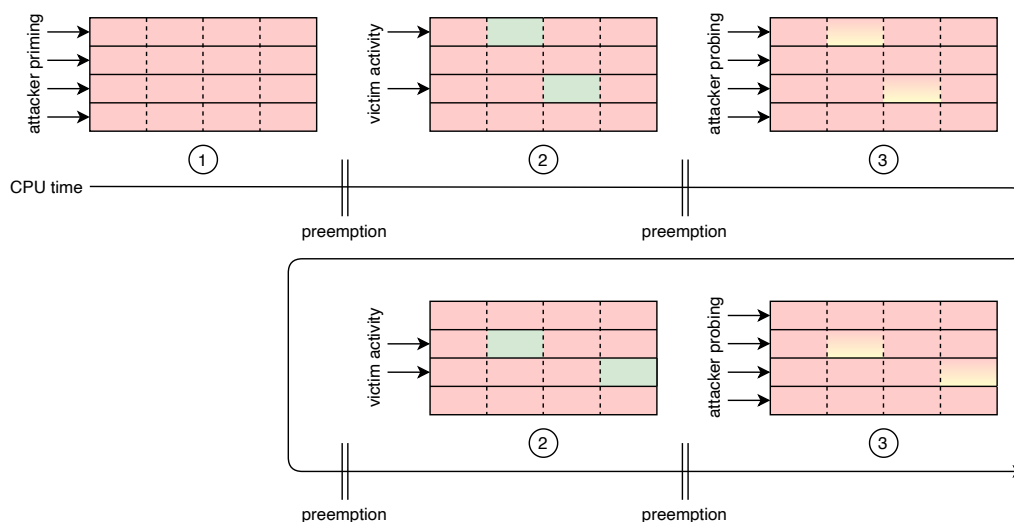 attacker priming
victim activity
attacker probing
1
2
3
CPU time
preemption
preemption
victim activity
attacker probing
2
3
preemption
preemption